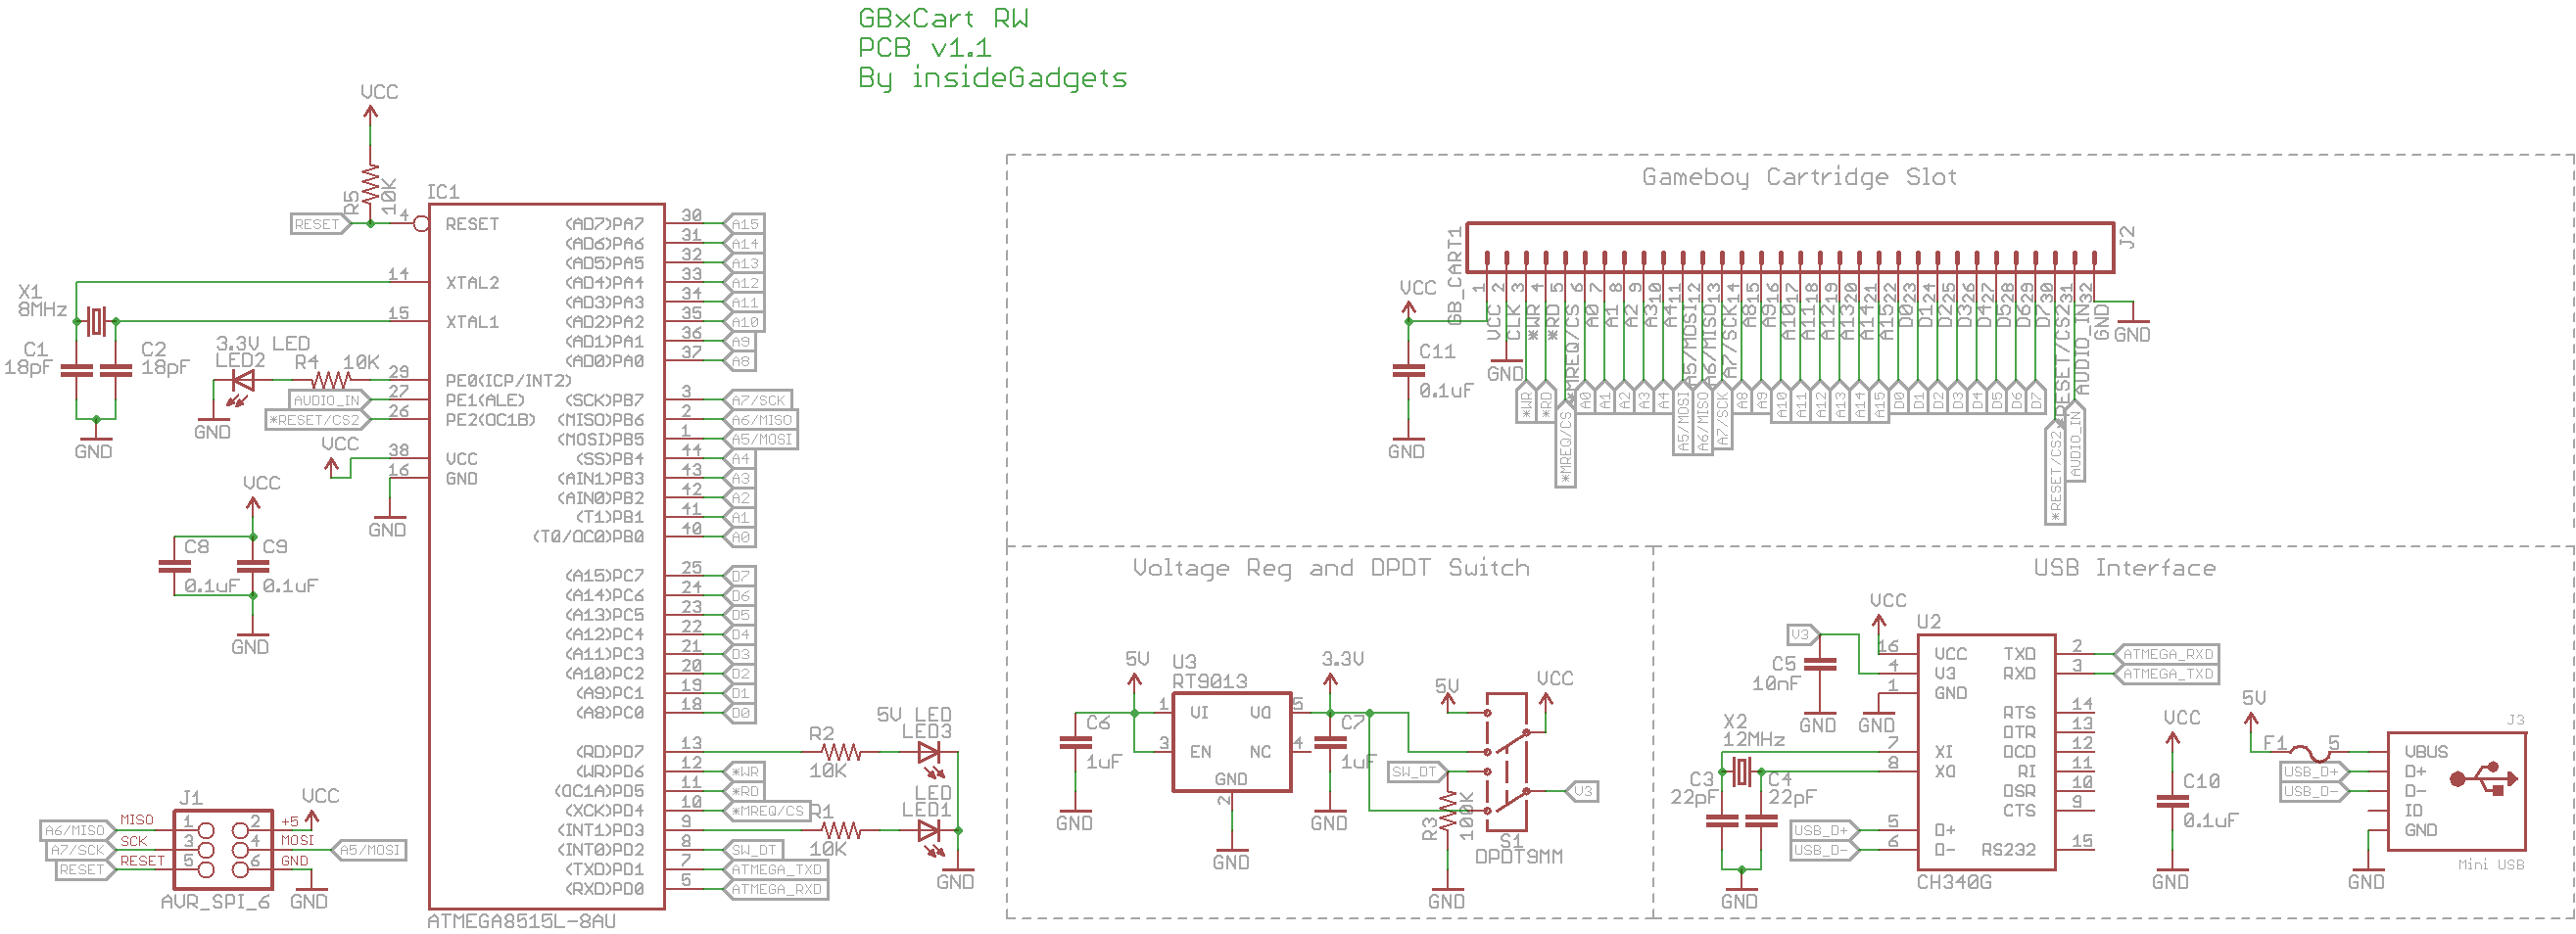 GBxCart RW
PCB v1.1
By insideGadgets
VCC
R5
10K
RESET
4
IC1
RESET
14
XTAL2
X1
8MHz
15
XTAL1
C1
18pF
C2
18pF
GND
3.3V LED
LED2
R4
10K
GND
29
PE0(ICP/INT2)
AUDIO_IN
27
PE1(ALE)
*RESET/CS2
26
PE2(OC1B)
VCC
38
VCC
16
GND
GND
VCC
C8
0.1uF
C9
0.1uF
GND
(AD7)PA7 30 A15
(AD6)PA6 31 A14
(AD5)PA5 32 A13
(AD4)PA4 33 A12
(AD3)PA3 34 A11
(AD2)PA2 35 A10
(AD1)PA1 36 A9
(AD0)PA0 37 A8
(SCK)PB7 3 A7/SCK
(MISO)PB6 2 A6/MISO
(MOSI)PB5 1 A5/MOSI
(SS)PB4 44 A4
(AIN1)PB3 43 A3
(AIN0)PB2 42 A2
(T1)PB1 41 A1
(T0/OC0)PB0 40 A0
(A15)PC7 25 D7
(A14)PC6 24 D6
(A13)PC5 23 D5
(A12)PC4 22 D4
(A11)PC3 21 D3
(A10)PC2 20 D2
(A9)PC1 19 D1
(A8)PC0 18 D0
(RD)PD7 13
(WR)PD6 12 *WR
(OC1A)PD5 11 *RD
(XCK)PD4 10 *MREQ/CS
(INT1)PD3 9
(INT0)PD2 8 SW_DT
(TXD)PD1 7 ATMEGA_TXD
(RXD)PD0 5 ATMEGA_RXD
ATMEGA8515L-8AU
R2
10K
5V LED
LED3
R1
10K
LED
LED1
GND
J1
VCC
A6/MISO MISO 1 2 +5
A7/SCK SCK 3 4 MOSI A5/MOSI
RESET RESET 5 6 GND
AVR_SPI_6
GND
Gameboy Cartridge Slot
GB_CART1
J2
VCC
C11
0.1uF
GND
1 VCC
2 CLK
3 *WR
4 *RD
5 *MREQ/CS
6 A0
7 A1
8 A2
9 A3
10 A4
11 A5/MOSI
12 A6/MISO
13 A7/SCK
14 A8
15 A9
16 A10
17 A11
18 A12
19 A13
20 A14
21 A15
22 D0
23 D1
24 D2
25 D3
26 D4
27 D5
28 D6
29 D7
30 *RESET/CS2
31 AUDIO_IN
32 GND
GND
GND
*WR
*RD
*MREQ/CS
A0
A1
A2
A3
A4
A5/MOSI
A6/MISO
A7/SCK
A8
A9
A10
A11
A12
A13
A14
A15
D0
D1
D2
D3
D4
D5
D6
D7
*RESET/CS2
AUDIO_IN
Voltage Reg and DPDT Switch
5V
U3
RT9013
C6
1uF
GND
1 VI
3 EN
VO 5
NC 4
GND
2
GND
3.3V
C7
1uF
GND
5V
VCC
SW_DT
R3
100K
GND
V3
S1
DPDT9MM
USB Interface
VCC
V3
C5
10nF
GND
GND
U2
16 VCC
4 V3
1 GND
7 XI
8 XO
5 D+
6 D-
TXD 2 ATMEGA_RXD
RXD 3 ATMEGA_TXD
RTS 14
DTR 13
DCD 12
RI 11
DSR 10
CTS 9
RS232 15
CH340G
X2
12MHz
C3
22pF
C4
22pF
GND
USB_D+
USB_D-
VCC
C10
0.1uF
GND
5V
F1
5
J3
VBUS
USB_D+ D+
USB_D- D-
ID
GND
GND
Mini USB